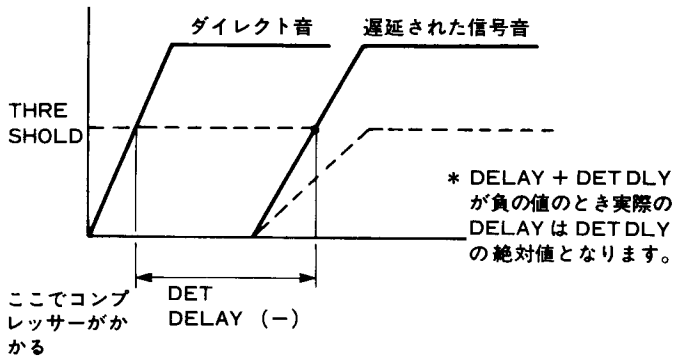 ダイレクト音
遅延された信号音
THRE
SHOLD
* DELAY + DET DLY
が負の値のとき実際の
DELAY は DET DLY
の絶対値となります。
ここでコンプ
レッサーがか
かる
DET
DELAY (−)